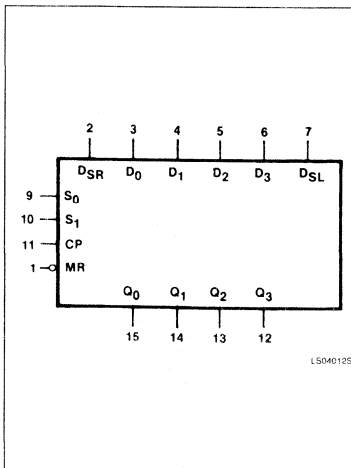 2 3 4 5 6 7
DSR D0 D1 D2 D3 DSL
9 S0
10 S1
11 CP
1 MR
Q0 Q1 Q2 Q3
15 14 13 12
LS04012S